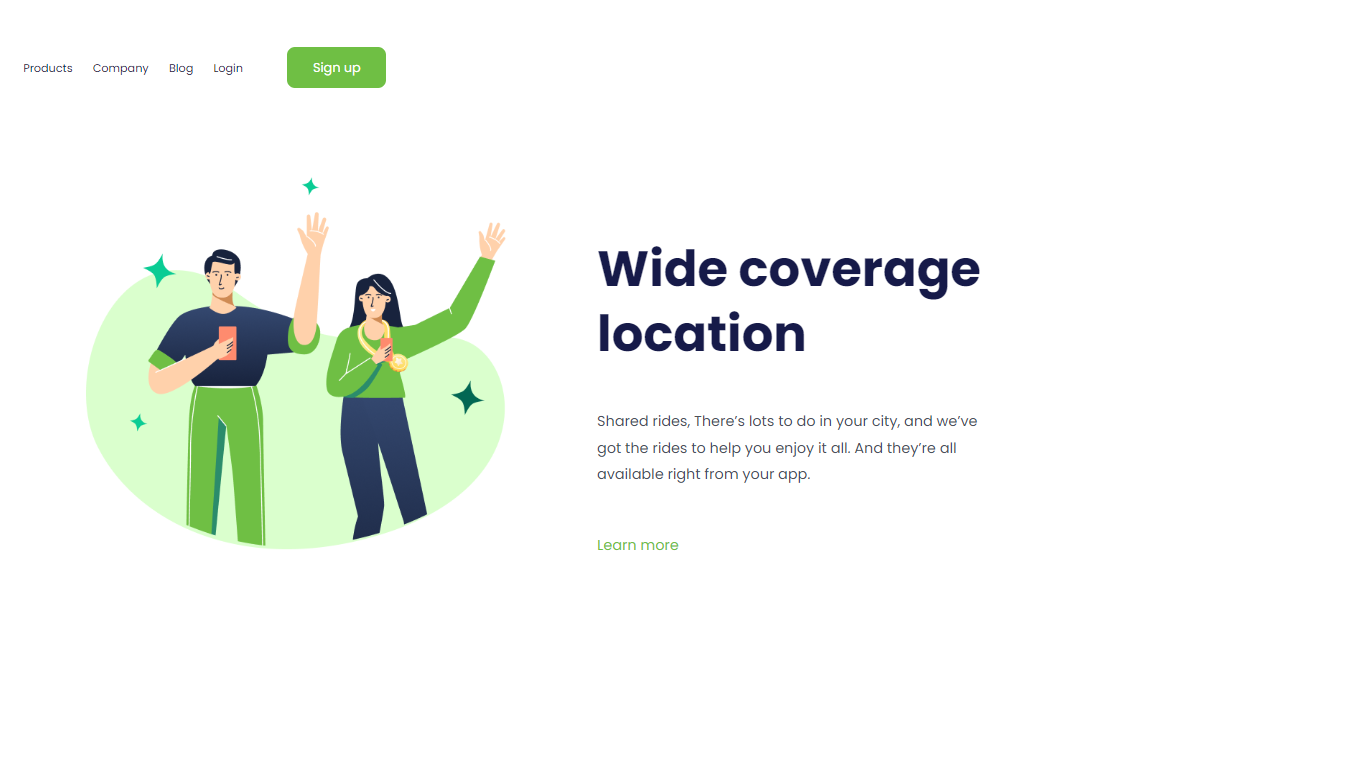 Products Company Blog Login Sign up
Wide coverage
location
Shared rides, There’s lots to do in your city, and we’ve
got the rides to help you enjoy it all. And they’re all
available right from your app.
Learn more